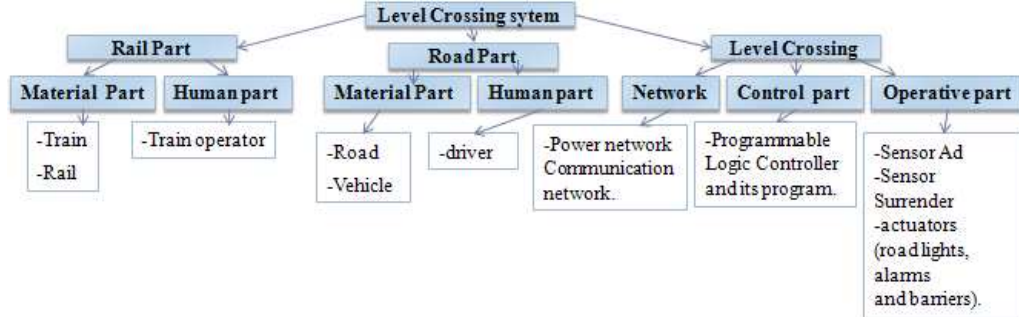 Level Crossing sytem
Rail Part
Road Part
Level Crossing
Material Part
Human part
Material Part
Human part
Network
Control part
Operative part
-Train
-Rail
-Train operator
-Road
-Vehicle
-driver
-Power network
Communication
network.
-Programmable
Logic Controller
and its program.
-Sensor Ad
-Sensor
Surrender
-actuators
(road lights,
alarms
and barriers).